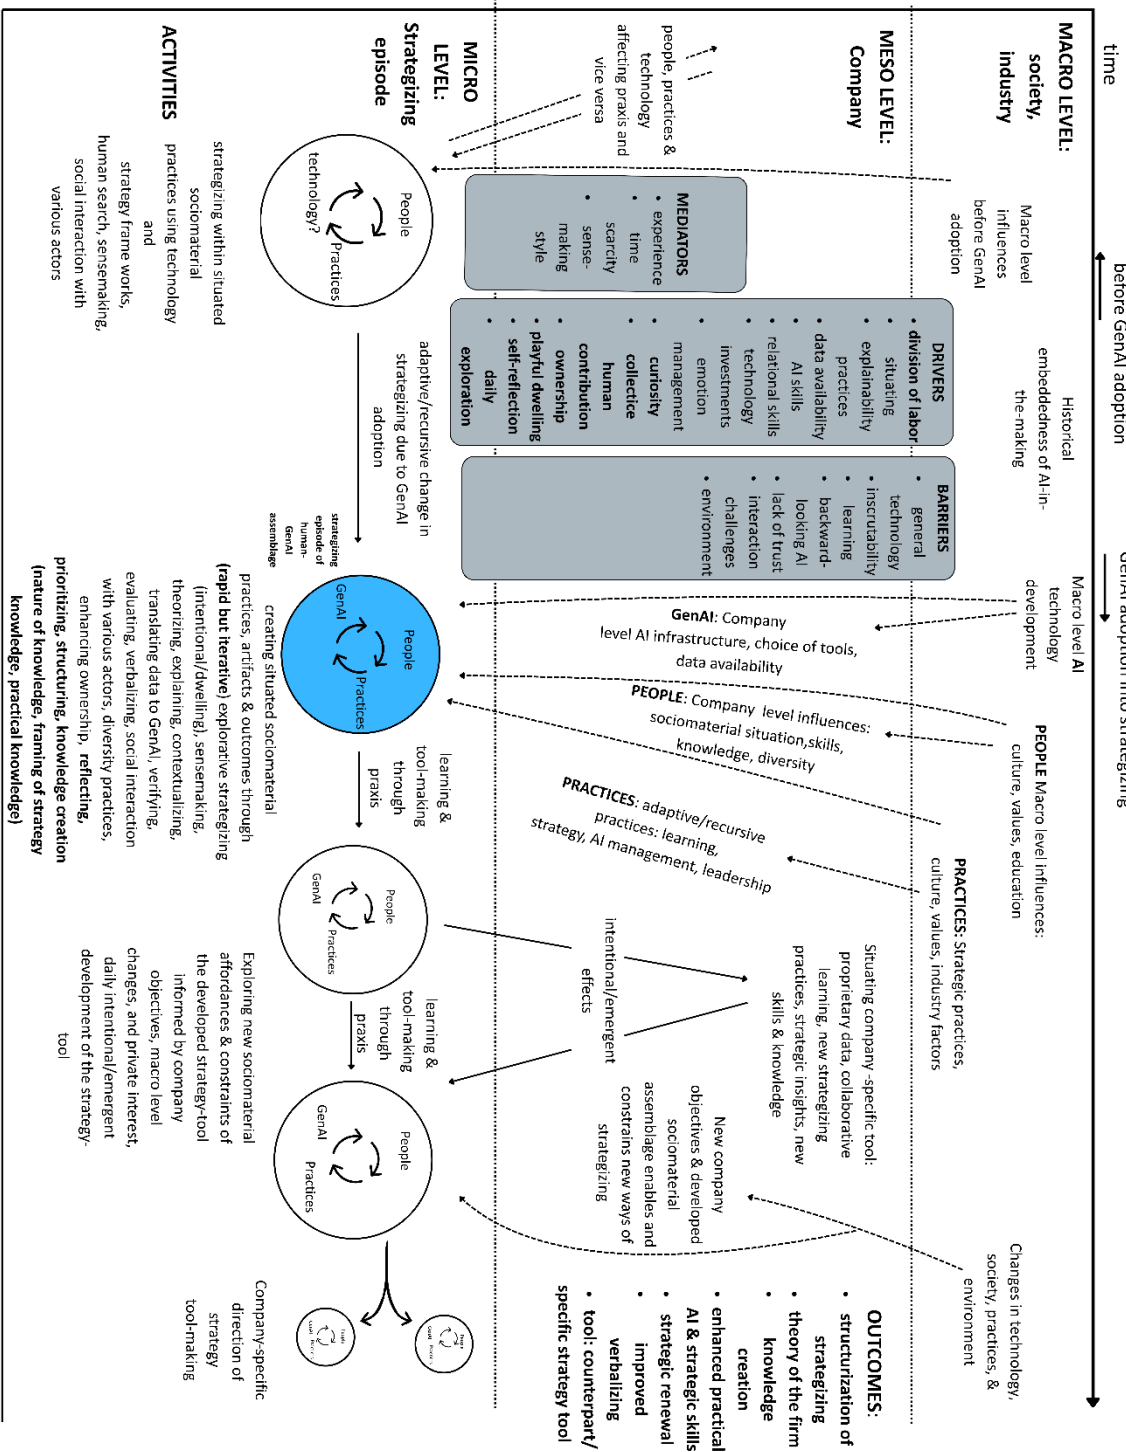 time
before GenAI adoption
GenAI adoption into strategizing
MACRO LEVEL:
society,
industry
Macro level
influences
before GenAI
adoption
Historical
embeddedness of AI-in-
the-making
Macro level AI
technology
development
PEOPLE Macro level influences:
culture, values, education
PRACTICES: Strategic practices,
culture, values, industry factors
Changes in technology,
society, practices, &
environment
MESO LEVEL:
Company
people, practices &
technology
affecting praxis and
vice versa
MEDIATORS
• experience
• time
scarcity
• sense-
making
style
DRIVERS
• division of labor
• situating
• explainability
practices
• data availability
• AI skills
• relational skills
• technology
investments
• emotion
management
• curiosity
• collectice
human
contribution
• ownership
• playful dwelling
• self-reflection
• daily
exploration
BARRIERS
• general
technology
• inscrutability
• learning
• backward-
looking AI
• lack of trust
• interaction
challenges
• environment
GenAI: Company
level AI infrastructure, choice of tools,
data availability
PEOPLE: Company level influences:
sociomaterial situation,skills,
knowledge, diversity
PRACTICES: adaptive/recursive
practices: learning,
strategy, AI management, leadership
Situating company -specific tool:
proprietary data, collaborative
learning, new strategizing
practices, strategic insights, new
skills & knowledge
intentional/emergent
effects
New company
objectives & developed
sociomaterial
assemblage enables and
constrains new ways of
strategizing
OUTCOMES:
• structurization of
strategizing
• theory of the firm
• knowledge
creation
• enhanced practical
AI & strategic skills
• strategic renewal
• improved
verbalizing
• tool: counterpart/
specific strategy tool
MICRO
LEVEL:
Strategizing
episode
People
Practices
technology?
adaptive/recursive change in
strategizing due to GenAI
adoption
strategizing
episode of
human-
GenAI
assemblage
People
Practices
GenAI
learning &
tool-making
through
praxis
People
Practices
GenAI
learning &
tool-making
through
praxis
People
Practices
GenAI
ACTIVITIES
strategizing within situated
sociomaterial
practices using technology
and
strategy frame works,
human search, sensemaking,
social interaction with
various actors
creating situated sociomaterial
practices, artifacts & outcomes through
(rapid but iterative) explorative strategizing
(intentional/dwelling), sensemaking,
theorizing, explaining, contextualizing,
translating data to GenAI, verifying,
evaluating, verbalizing, social interaction
with various actors, diversity practices,
enhancing ownership, reflecting,
prioritizing, structuring, knowledge creation
(nature of knowledge, framing of strategy
knowledge, practical knowledge)
Exploring new sociomaterial
affordances & constraints of
the developed strategy-tool
informed by company
objectives, macro level
changes, and private interest,
daily intentional/emergent
development of the strategy-
tool
Company-specific
direction of
strategy
tool-making